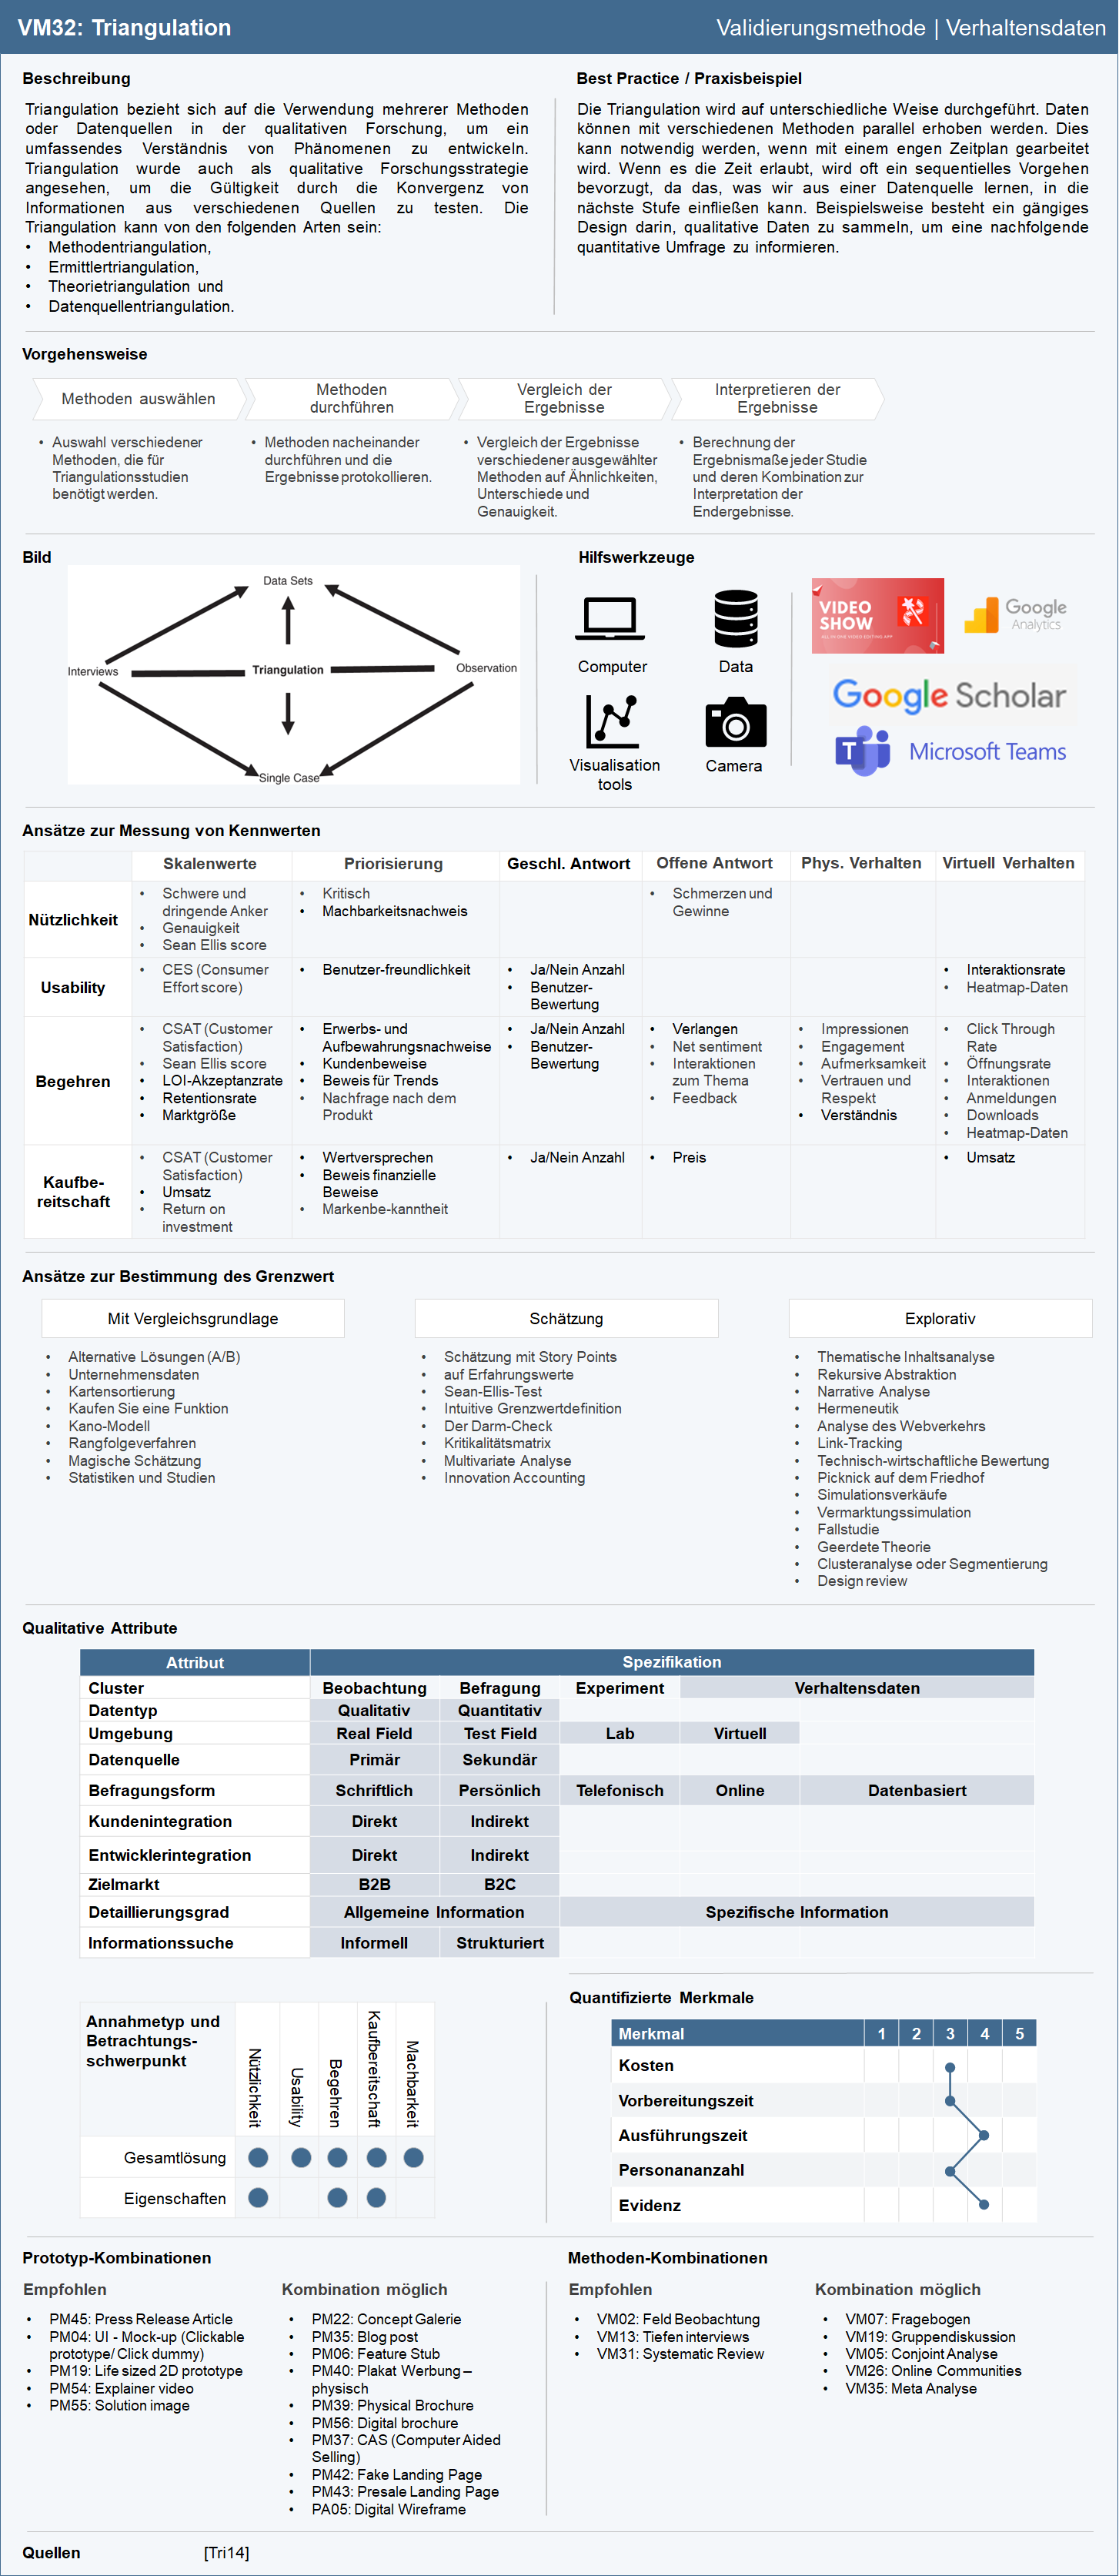 VM32: Triangulation
Validierungsmethode | Verhaltensdaten
Beschreibung
Triangulation bezieht sich auf die Verwendung mehrerer Methoden
oder Datenquellen in der qualitativen Forschung, um ein
umfassendes Verständnis von Phänomenen zu entwickeln.
Triangulation wurde auch als qualitative Forschungsstrategie
angesehen, um die Gültigkeit durch die Konvergenz von
Informationen aus verschiedenen Quellen zu testen. Die
Triangulation kann von den folgenden Arten sein:
• Methodentriangulation,
• Ermittlertriangulation,
• Theorietriangulation und
• Datenquellentriangulation.
Best Practice / Praxisbeispiel
Die Triangulation wird auf unterschiedliche Weise durchgeführt. Daten
können mit verschiedenen Methoden parallel erhoben werden. Dies
kann notwendig werden, wenn mit einem engen Zeitplan gearbeitet
wird. Wenn es die Zeit erlaubt, wird oft ein sequentielles Vorgehen
bevorzugt, da das, was wir aus einer Datenquelle lernen, in die
nächste Stufe einfließen kann. Beispielsweise besteht ein gängiges
Design darin, qualitative Daten zu sammeln, um eine nachfolgende
quantitative Umfrage zu informieren.
Vorgehensweise
Methoden auswählen
• Auswahl verschiedener
Methoden, die für
Triangulationsstudien
benötigt werden.
Methoden
durchführen
• Methoden nacheinander
durchführen und die
Ergebnisse protokollieren.
Vergleich der
Ergebnisse
• Vergleich der Ergebnisse
verschiedener ausgewählter
Methoden auf Ähnlichkeiten,
Unterschiede und
Genauigkeit.
Interpretieren der
Ergebnisse
• Berechnung der
Ergebnismaße jeder Studie
und deren Kombination zur
Interpretation der
Endergebnisse.
Bild
Data Sets
Interviews
Triangulation
Observation
Single Case
Hilfswerkzeuge
Computer
Data
Visualisation
tools
Camera
VIDEO
SHOW
ALL IN ONE VIDEO EDITING APP
Google
Analytics
Google Scholar
T
Microsoft Teams
Ansätze zur Messung von Kennwerten
Skalenwerte Priorisierung Geschl. Antwort Offene Antwort Phys. Verhalten Virtuell Verhalten
Nützlichkeit
• Schwere und
dringende Anker
• Genauigkeit
• Sean Ellis score
• Kritisch
• Machbarkeitsnachweis
• Schmerzen und
Gewinne
Usability
• CES (Consumer
Effort score)
• Benutzer-freundlichkeit
• Ja/Nein Anzahl
• Benutzer-
Bewertung
• Interaktionsrate
• Heatmap-Daten
Begehren
• CSAT (Customer
Satisfaction)
• Sean Ellis score
• LOI-Akzeptanzrate
• Retentionsrate
• Marktgröße
• Erwerbs- und
Aufbewahrungsnachweise
• Kundenbeweise
• Beweis für Trends
• Nachfrage nach dem
Produkt
• Ja/Nein Anzahl
• Benutzer-
Bewertung
• Verlangen
• Net sentiment
• Interaktionen
zum Thema
• Feedback
• Impressionen
• Engagement
• Aufmerksamkeit
• Vertrauen und
Respekt
• Verständnis
• Click Through
Rate
• Öffnungsrate
• Interaktionen
• Anmeldungen
• Downloads
• Heatmap-Daten
Kaufbe-
reitschaft
• CSAT (Customer
Satisfaction)
• Umsatz
• Return on
investment
• Wertversprechen
• Beweis finanzielle
Beweise
• Markenbe-kanntheit
• Ja/Nein Anzahl
• Preis
• Umsatz
Ansätze zur Bestimmung des Grenzwert
Mit Vergleichsgrundlage
• Alternative Lösungen (A/B)
• Unternehmensdaten
• Kartensortierung
• Kaufen Sie eine Funktion
• Kano-Modell
• Rangfolgeverfahren
• Magische Schätzung
• Statistiken und Studien
Schätzung
• Schätzung mit Story Points
• auf Erfahrungswerte
• Sean-Ellis-Test
• Intuitive Grenzwertdefinition
• Der Darm-Check
• Kritikalitätsmatrix
• Multivariate Analyse
• Innovation Accounting
Explorativ
• Thematische Inhaltsanalyse
• Rekursive Abstraktion
• Narrative Analyse
• Hermeneutik
• Analyse des Webverkehrs
• Link-Tracking
• Technisch-wirtschaftliche Bewertung
• Picknick auf dem Friedhof
• Simulationsverkäufe
• Vermarktungssimulation
• Fallstudie
• Geerdete Theorie
• Clusteranalyse oder Segmentierung
• Design review
Qualitative Attribute
Attribut Spezifikation
Cluster Beobachtung Befragung Experiment Verhaltensdaten
Datentyp Qualitativ Quantitativ
Umgebung Real Field Test Field Lab Virtuell
Datenquelle Primär Sekundär
Befragungsform Schriftlich Persönlich Telefonisch Online Datenbasiert
Kundenintegration Direkt Indirekt
Entwicklerintegration Direkt Indirekt
Zielmarkt B2B B2C
Detaillierungsgrad Allgemeine Information Spezifische Information
Informationssuche Informell Strukturiert
Annahmetyp und
Betrachtungs-
schwerpunkt
Nützlichkeit
Usability
Begehren
Kaufbereitschaft
Machbarkeit
Gesamtlösung
Eigenschaften
Quantifizierte Merkmale
Merkmal 1 2 3 4 5
Kosten
Vorbereitungszeit
Ausführungszeit
Personananzahl
Evidenz
Prototyp-Kombinationen
Empfohlen
• PM45: Press Release Article
• PM04: UI - Mock-up (Clickable
prototype/ Click dummy)
• PM19: Life sized 2D prototype
• PM54: Explainer video
• PM55: Solution image
Kombination möglich
• PM22: Concept Galerie
• PM35: Blog post
• PM06: Feature Stub
• PM40: Plakat Werbung –
physisch
• PM39: Physical Brochure
• PM56: Digital brochure
• PM37: CAS (Computer Aided
Selling)
• PM42: Fake Landing Page
• PM43: Presale Landing Page
• PA05: Digital Wireframe
Methoden-Kombinationen
Empfohlen
• VM02: Feld Beobachtung
• VM13: Tiefen interviews
• VM31: Systematic Review
Kombination möglich
• VM07: Fragebogen
• VM19: Gruppendiskussion
• VM05: Conjoint Analyse
• VM26: Online Communities
• VM35: Meta Analyse
Quellen [Tri14]